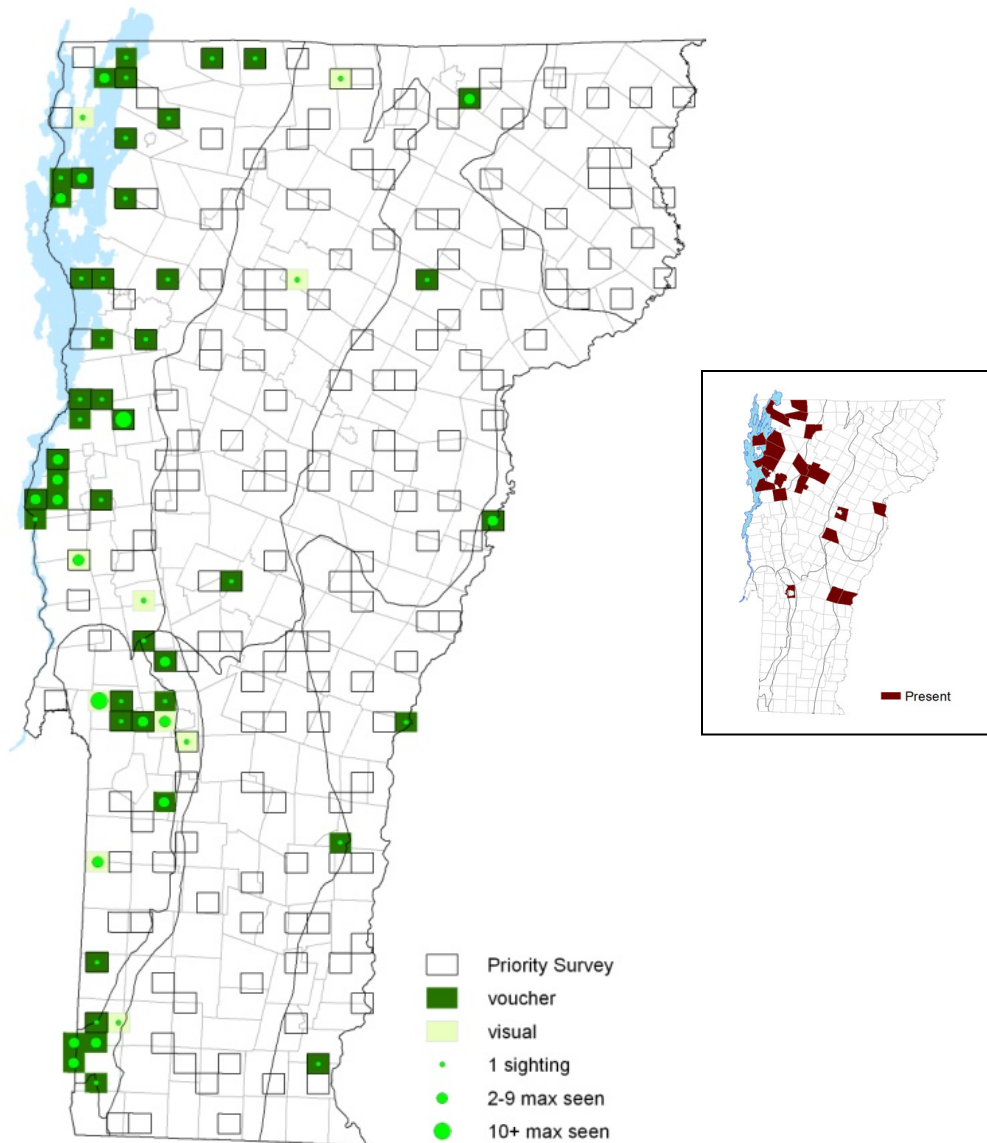 Present
Priority Survey
voucher
visual
1 sighting
2-9 max seen
10+ max seen